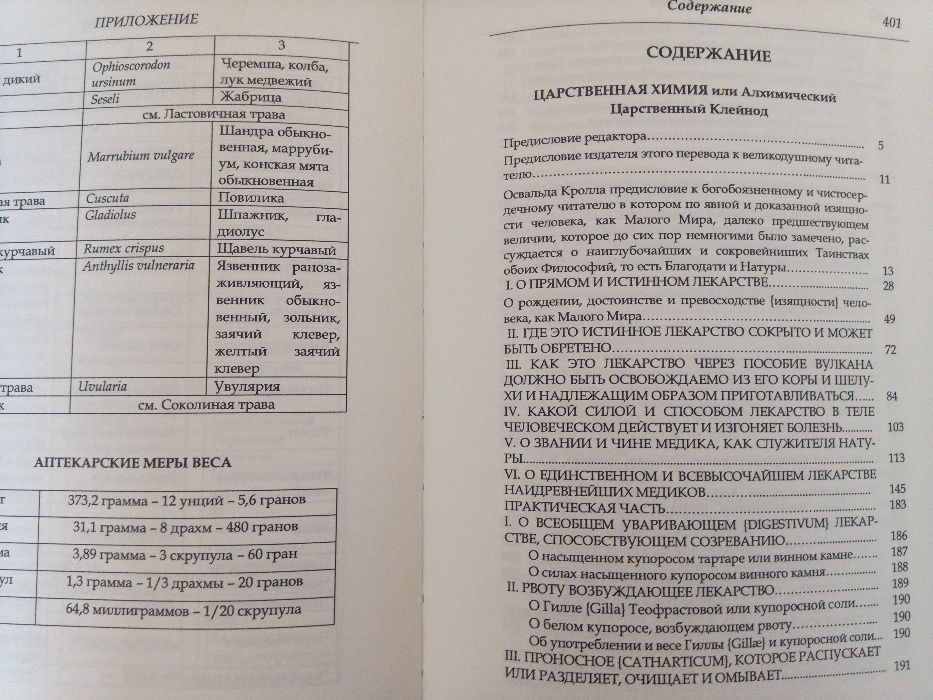 ПРИЛОЖЕНИЕ
1 2 3
дикий Ophioscorodon Черемша, колба,
ursinum лук медвежий
Seseli Жабрица
см. Ластовичная трава
Шандра обыкно-
венная, марруби-
Marrubium vulgare ум, конская мята
обыкновенная
ая трава Cuscuta Повилика
ик Gladiolus Шпажник, гла-
диолус
курчавый Rumex crispus Щавель курчавый
к Anthyllis vulneraria Язвенник раноза-
живляющий, яз-
венник обыкно-
венный, зольник,
заячий клевер,
желтый заячий
клевер
трава Uvularia Увулярия
к см. Соколиная трава
АПТЕКАРСКИЕ МЕРЫ ВЕСА
т 373,2 грамма – 12 унций – 5,6 гранов
ия 31,1 грамма – 8 драхм – 480 гранов
ма 3,89 грамма – 3 скрупула – 60 гран
ул 1,3 грамма – 1/3 драхмы – 20 гранов
64,8 миллиграммов – 1/20 скрупула
Содержание 401
СОДЕРЖАНИЕ
ЦАРСТВЕННАЯ ХИМИЯ или Алхимический
Царственный Клейнод
Предисловие редактора 5
Предисловие издателя этого перевода к великодушному чита-
телю 11
Освальда Кролла предисловие к богобоязненному и чистосер-
дечному читателю в котором по явной и доказанной изящно-
сти человека, как Малого Мира, далеко предшествующем
величии, которое до сих пор немногими было замечено, рас-
суждается о наиглубочайших и сокровейниших Таинствах
обоих Философий, то есть Благодати и Натуры 13
I. О ПРЯМОМ И ИСТИННОМ ЛЕКАРСТВЕ 28
О рождении, достоинстве и превосходстве {изящности} чело-
века, как Малого Мира 49
II. ГДЕ ЭТО ИСТИННОЕ ЛЕКАРСТВО СОКРЫТО И МОЖЕТ
БЫТЬ ОБРЕТЕНО 72
III. КАК ЭТО ЛЕКАРСТВО ЧЕРЕЗ ПОСОБИЕ ВУЛКАНА
ДОЛЖНО БЫТЬ ОСВОБОЖДАЕМО ИЗ ЕГО КОРЫ И ШЕЛУ-
ХИ И НАДЛЕЖАЩИМ ОБРАЗОМ ПРИГОТАВЛИВАТЬСЯ 84
IV. КАКОЙ СИЛОЙ И СПОСОБОМ ЛЕКАРСТВО В ТЕЛЕ
ЧЕЛОВЕЧЕСКОМ ДЕЙСТВУЕТ И ИЗГОНЯЕТ БОЛЕЗНЬ 103
V. О ЗВАНИИ И ЧИНЕ МЕДИКА, КАК СЛУЖИТЕЛЯ НАТУ-
РЫ 113
VI. О ЕДИНСТВЕННОМ И ВСЕВЫСОЧАЙШЕМ ЛЕКАРСТВЕ
НАИДРЕВНЕЙШИХ МЕДИКОВ 145
ПРАКТИЧЕСКАЯ ЧАСТЬ 183
I. О ВСЕОБЩЕМ УВАРИВАЮЩЕМ {DIGESTIVUM} ЛЕКАР-
СТВЕ, СПОСОБСТВУЮЩЕМ СОЗРЕВАНИЮ 186
О насыщенном купоросом тартаре или винном камне 187
О силах насыщенного купоросом винного камня 188
II. РВОТУ ВОЗБУЖДАЮЩЕЕ ЛЕКАРСТВО 189
О Гилле {Gilla} Теофрастовой или купоросной соли 190
О белом купоросе, возбуждающем рвоту 190
Об употреблении и весе Гиллы {Gillæ} и купоросной соли 190
III. ПРОНОСНОЕ {CATHARTICUM}, КОТОРОЕ РАСПУСКАЕТ
ИЛИ РАЗДЕЛЯЕТ, ОЧИЩАЕТ И ОМЫВАЕТ 191